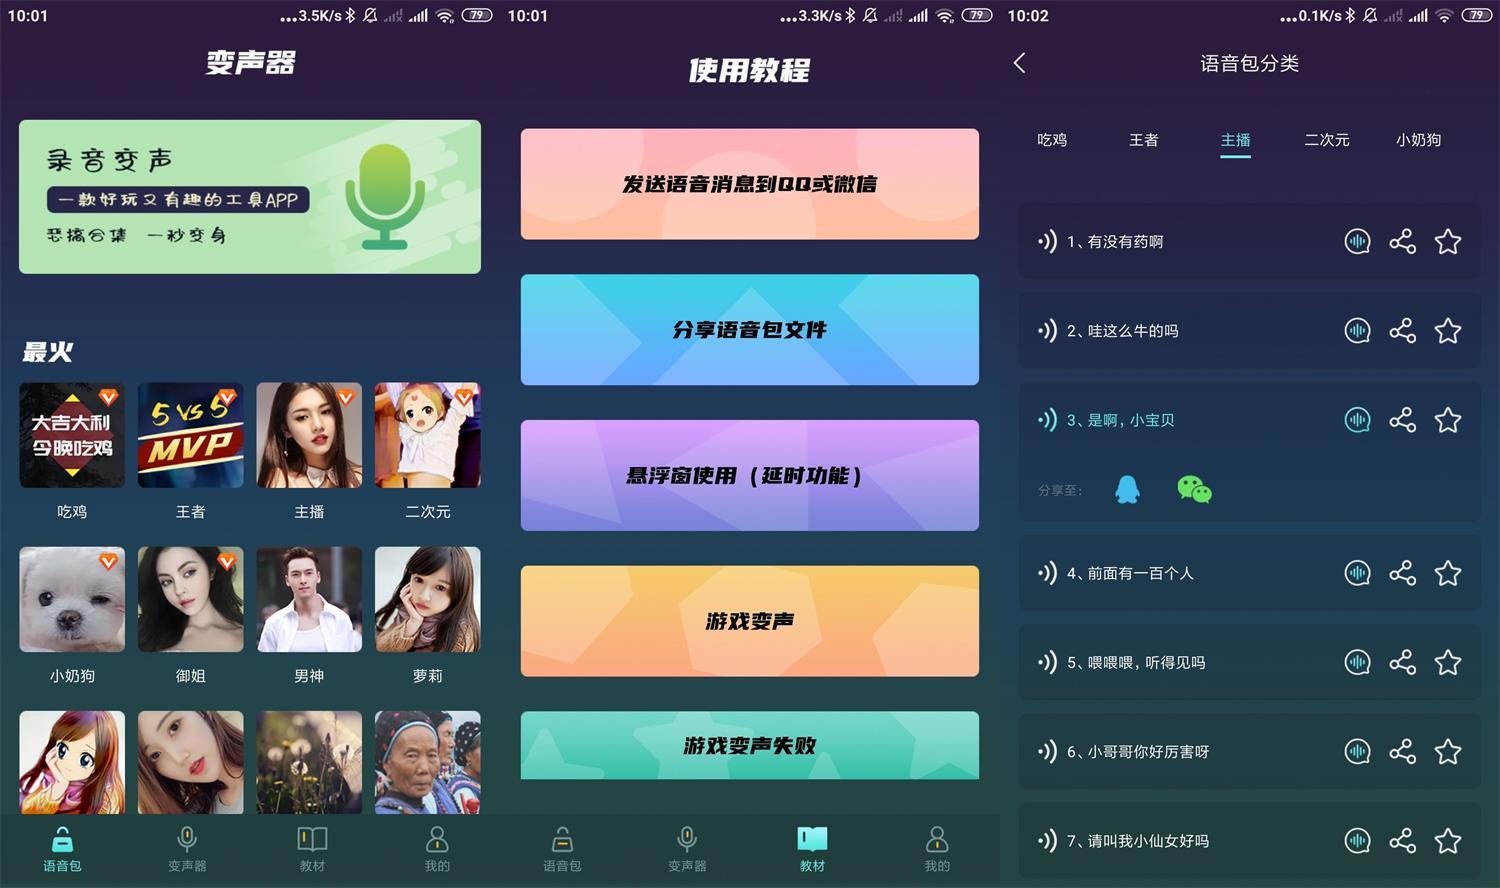 10:01
...3.5K/s
79
变声器
录音变声
一款好玩又有趣的工具APP
恶搞合集 一秒变身
最火
大吉大利
今晚吃鸡
5 vs 5
MVP
吃鸡
王者
主播
二次元
小奶狗
御姐
男神
萝莉
语音包
变声器
教材
我的
10:01
...3.3K/s
79
使用教程
发送语音消息到QQ或微信
分享语音包文件
悬浮窗使用（延时功能）
游戏变声
游戏变声失败
语音包
变声器
教材
我的
10:02
...0.1K/s
79
语音包分类
吃鸡
王者
主播
二次元
小奶狗
1、有没有药啊
2、哇这么牛的吗
3、是啊，小宝贝
分享至：
4、前面有一百个人
5、喂喂喂，听得见吗
6、小哥哥你好厉害呀
7、请叫我小仙女好吗